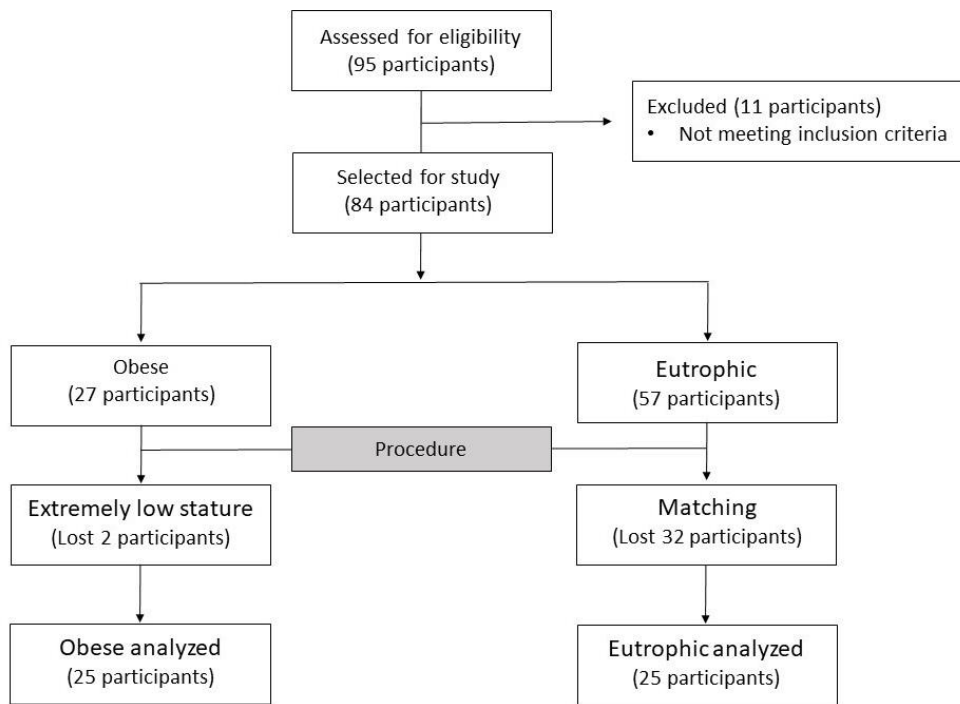 Assessed for eligibility
(95 participants)
Excluded (11 participants)
• Not meeting inclusion criteria
Selected for study
(84 participants)
Obese
(27 participants)
Eutrophic
(57 participants)
Procedure
Extremely low stature
(Lost 2 participants)
Matching
(Lost 32 participants)
Obese analyzed
(25 participants)
Eutrophic analyzed
(25 participants)